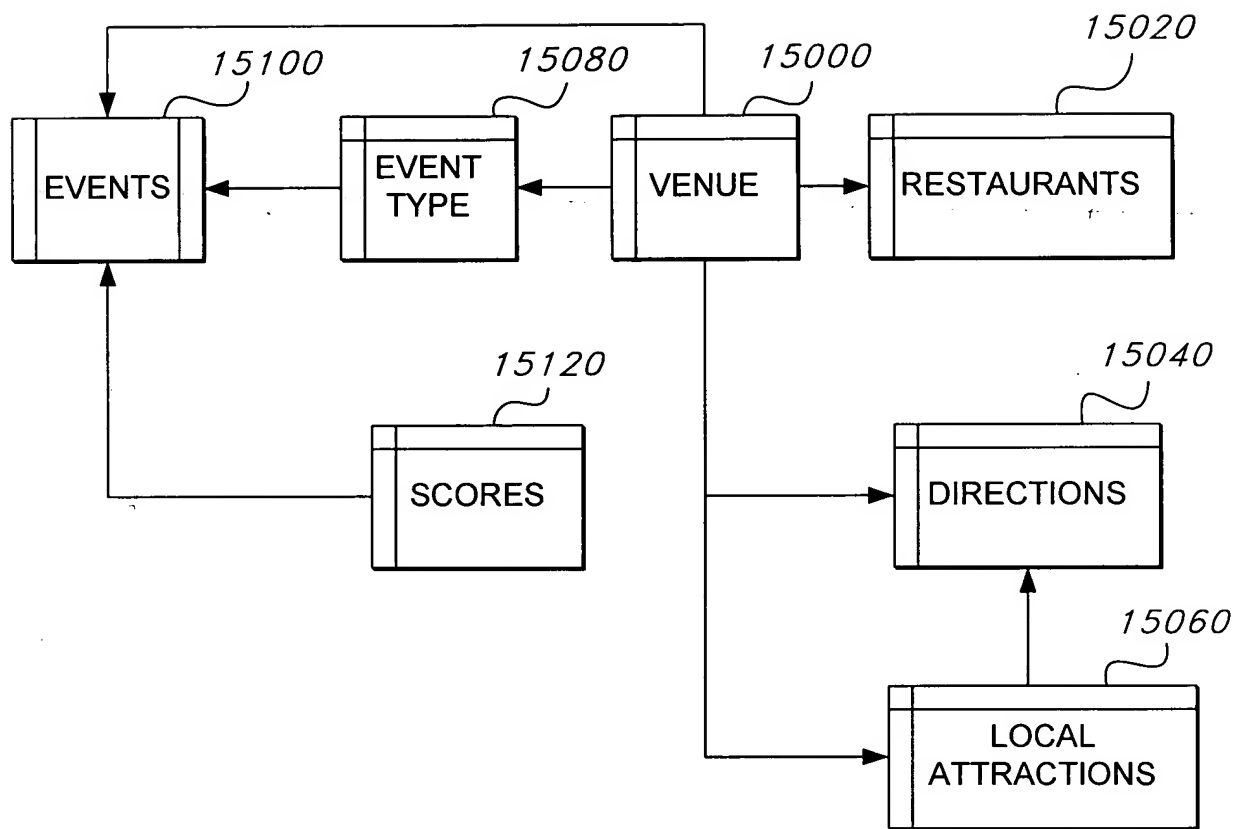 15100
15080
15000
15020
EVENTS
EVENT
TYPE
VENUE
RESTAURANTS
15120
15040
SCORES
DIRECTIONS
15060
LOCAL
ATTRACTIONS